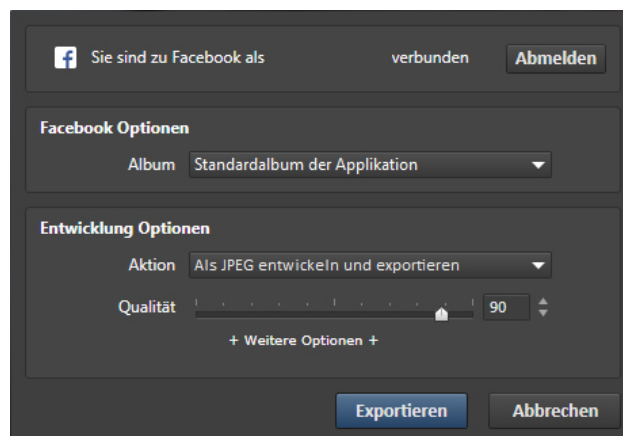 Sie sind zu Facebook als verbunden Abmelden
Facebook Optionen
Album Standardalbum der Applikation
Entwicklung Optionen
Aktion Als JPEG entwickeln und exportieren
Qualität 90
+ Weitere Optionen +
Exportieren Abbrechen